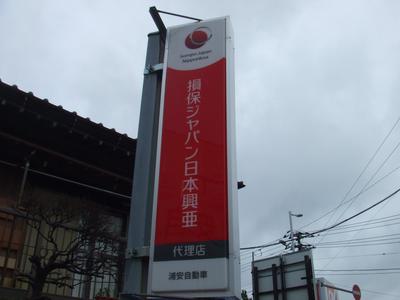 Sompo Japan
Nipponkoa
損保ジャパン日本興亜
代理店
浦安自動車